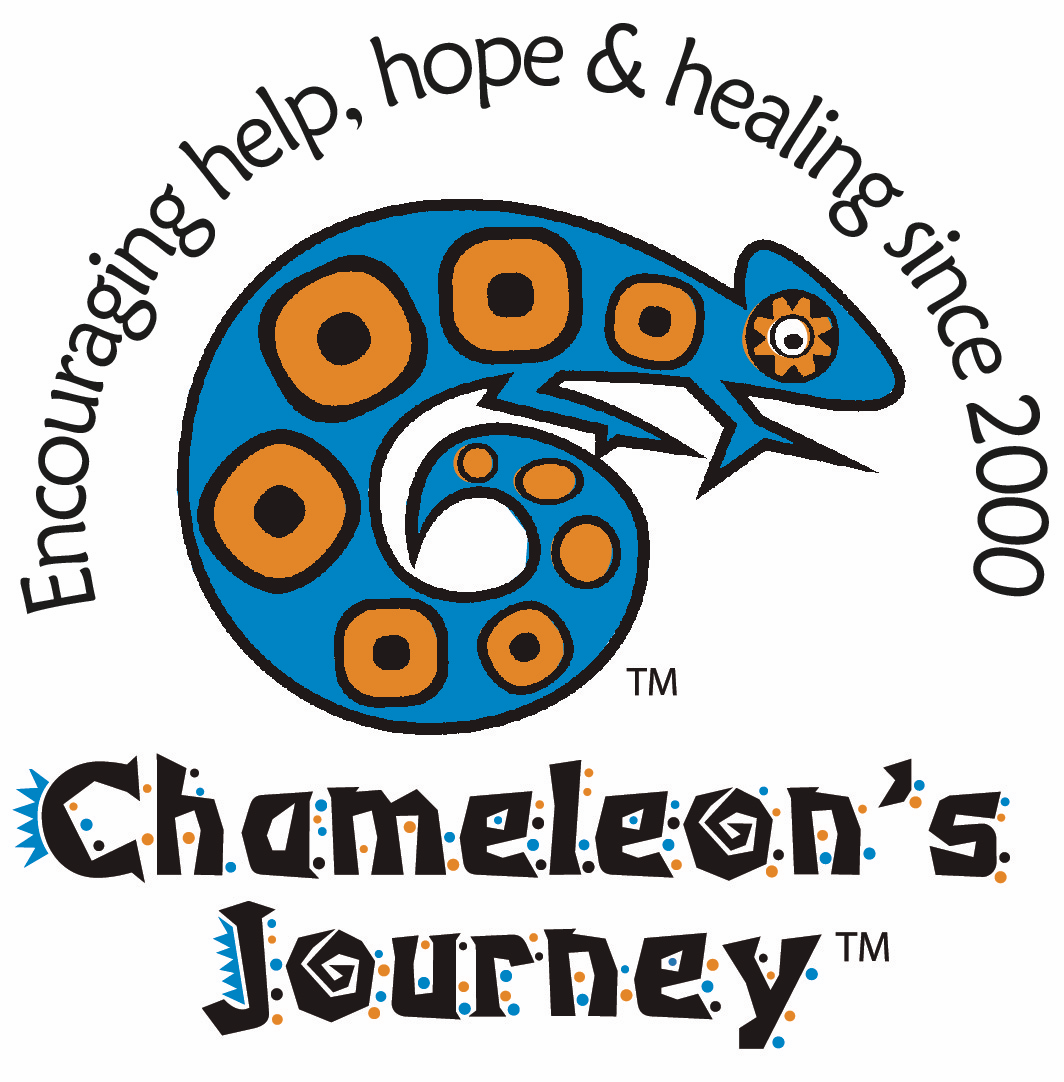 Encouraging help, hope & healing since 2000
TM
Chameleon's
Journey TM